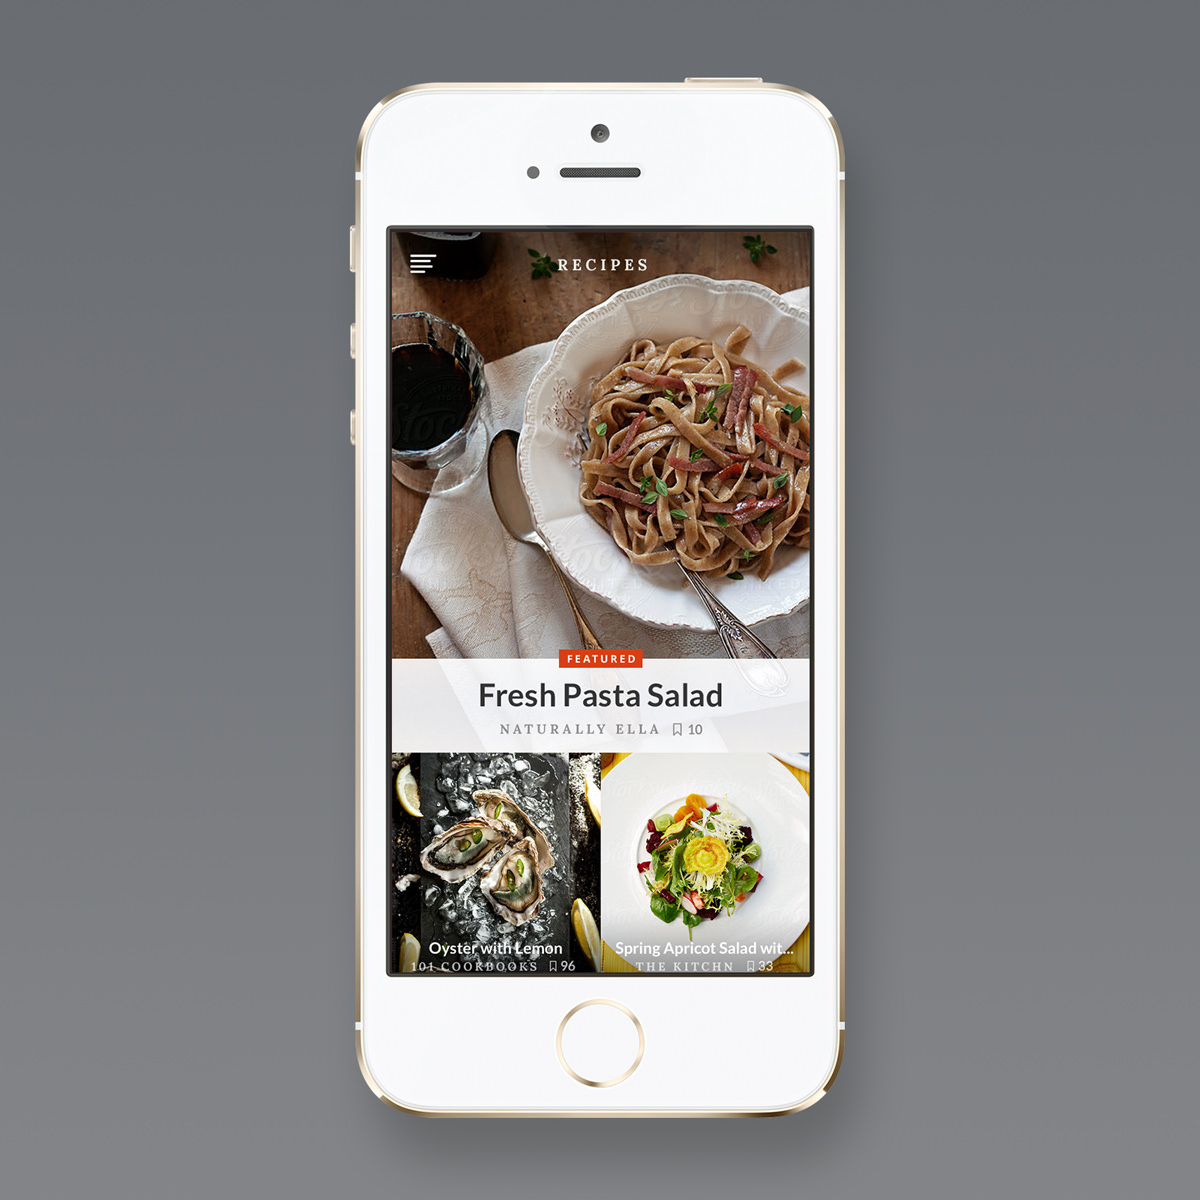 RECIPES
FEATURED
Fresh Pasta Salad
NATURALLY ELLA 10
Oyster with Lemon
101 COOKBOOKS 96
Spring Apricot Salad wit...
THE KITCHN 33